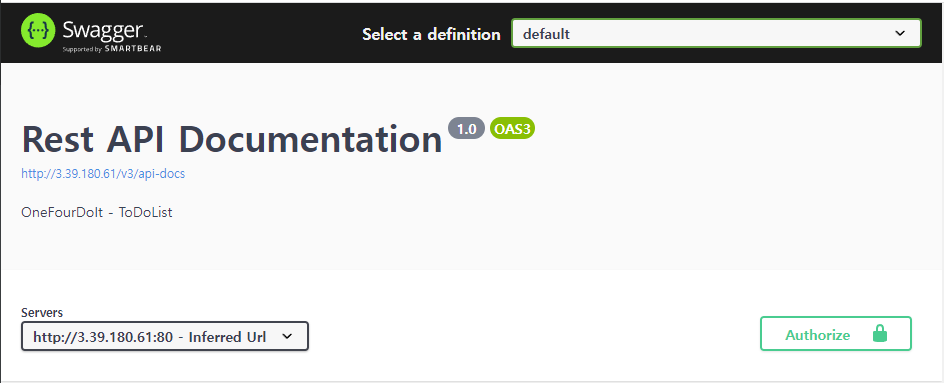 Swagger
Supported by SMARTBEAR
Select a definition
default
Rest API Documentation 1.0 OAS3
http://3.39.180.61/v3/api-docs
OneFourDoIt - ToDoList
Servers
http://3.39.180.61:80 - Inferred Url
Authorize